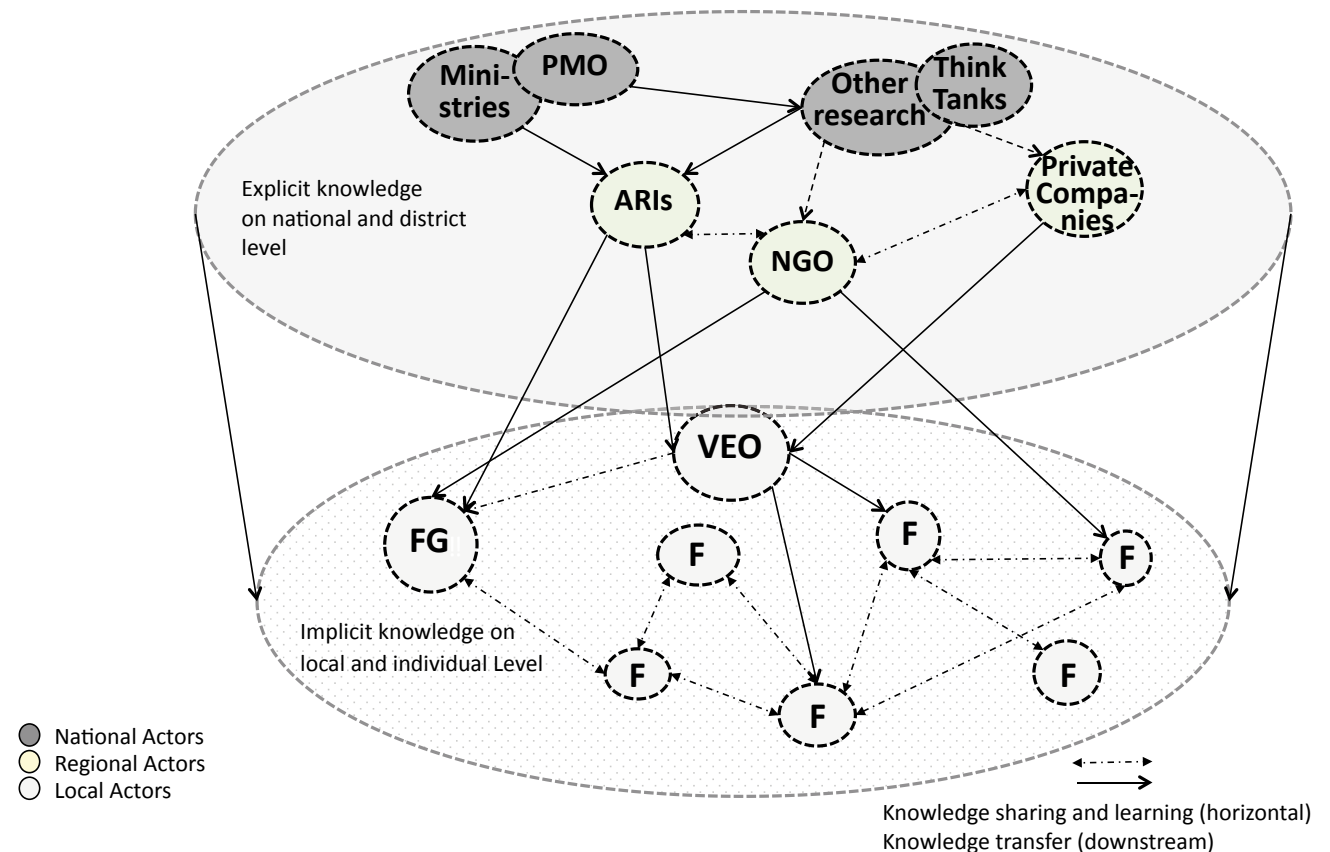 Mini-
stries
PMO
Other
research
Think
Tanks
Private
Compa-
nies
ARIs
NGO
Explicit knowledge
on national and district
level
VEO
FG
F
F
F
F
F
F
Implicit knowledge on
local and individual Level
National Actors
Regional Actors
Local Actors
Knowledge sharing and learning (horizontal)
Knowledge transfer (downstream)